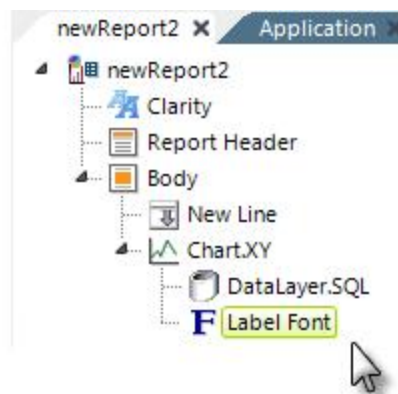 newReport2 Application
newReport2
Clarity
Report Header
Body
New Line
Chart.XY
DataLayer.SQL
Label Font